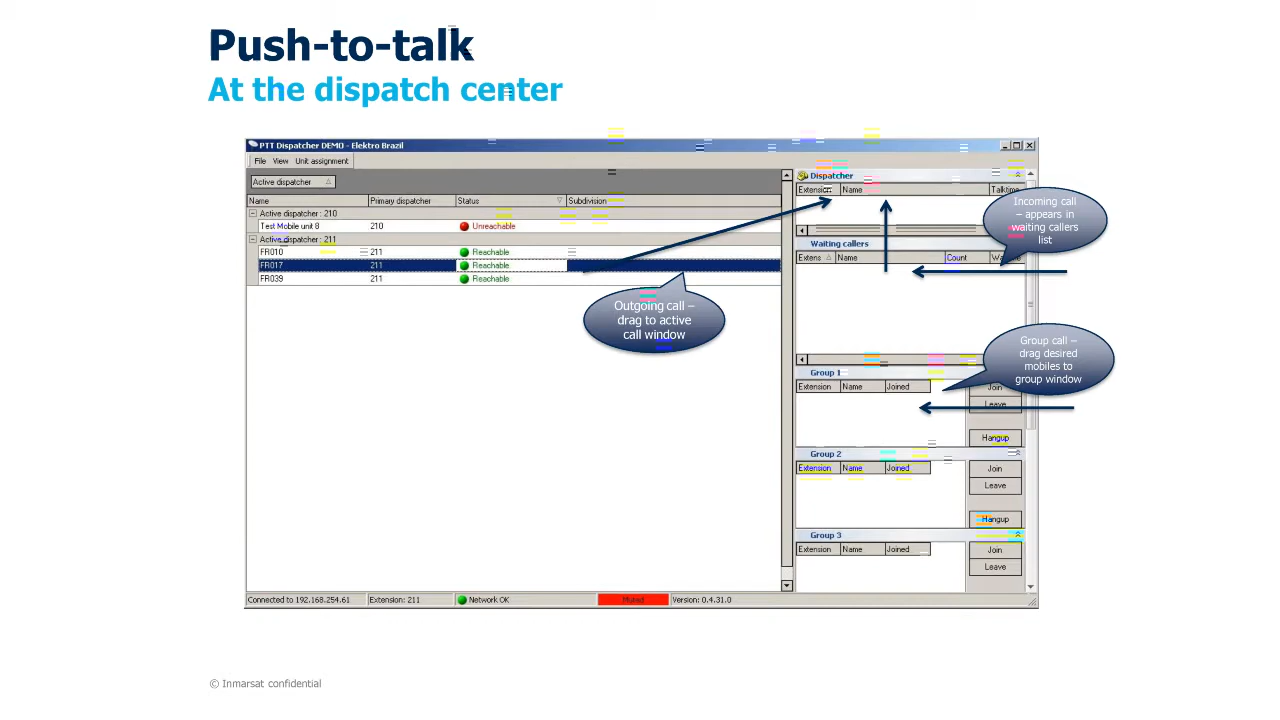 Push-to-talk
At the dispatch center
PTT Dispatcher DEMO - Elektro Brazil
File View Unit assignment
Active dispatcher
Name Primary dispatcher Status Subdivision
Active dispatcher : 210
Test Mobile unit 8 210 Unreachable
Active dispatcher : 211
FR010 211 Reachable
FR017 211 Reachable
FR039 211 Reachable
Outgoing call –
drag to active
call window
Dispatcher
Extension Name Talktime
Incoming call
– appears in
waiting callers
list
Waiting callers
Extens Name Count
Group call –
drag desired
mobiles to
group window
Group 1
Extension Name Joined Join
Leave
Hangup
Group 2
Extension Name Joined Join
Leave
Hangup
Group 3
Extension Name Joined Join
Leave
Connected to 192.168.254.61 Extension: 211 Network OK Muted Version: 0.4.31.0
© Inmarsat confidential